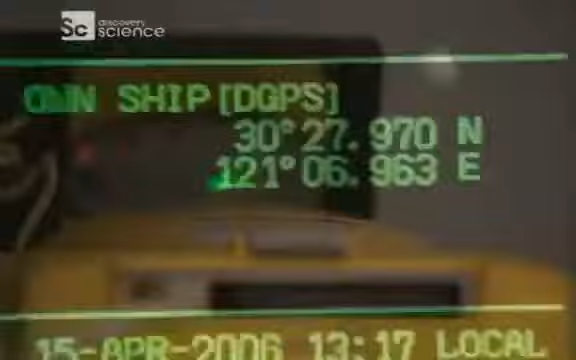 Sc discovery
science
OWN SHIP[DGPS]
30°27.970 N
121°06.963 E
15-APR-2006 13:17 LOCAL